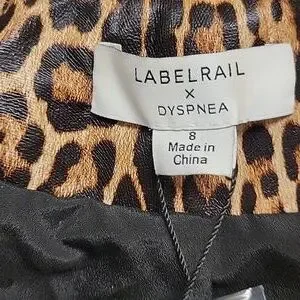 LABELRAIL
×
DYSPNEA
8
Made in
China